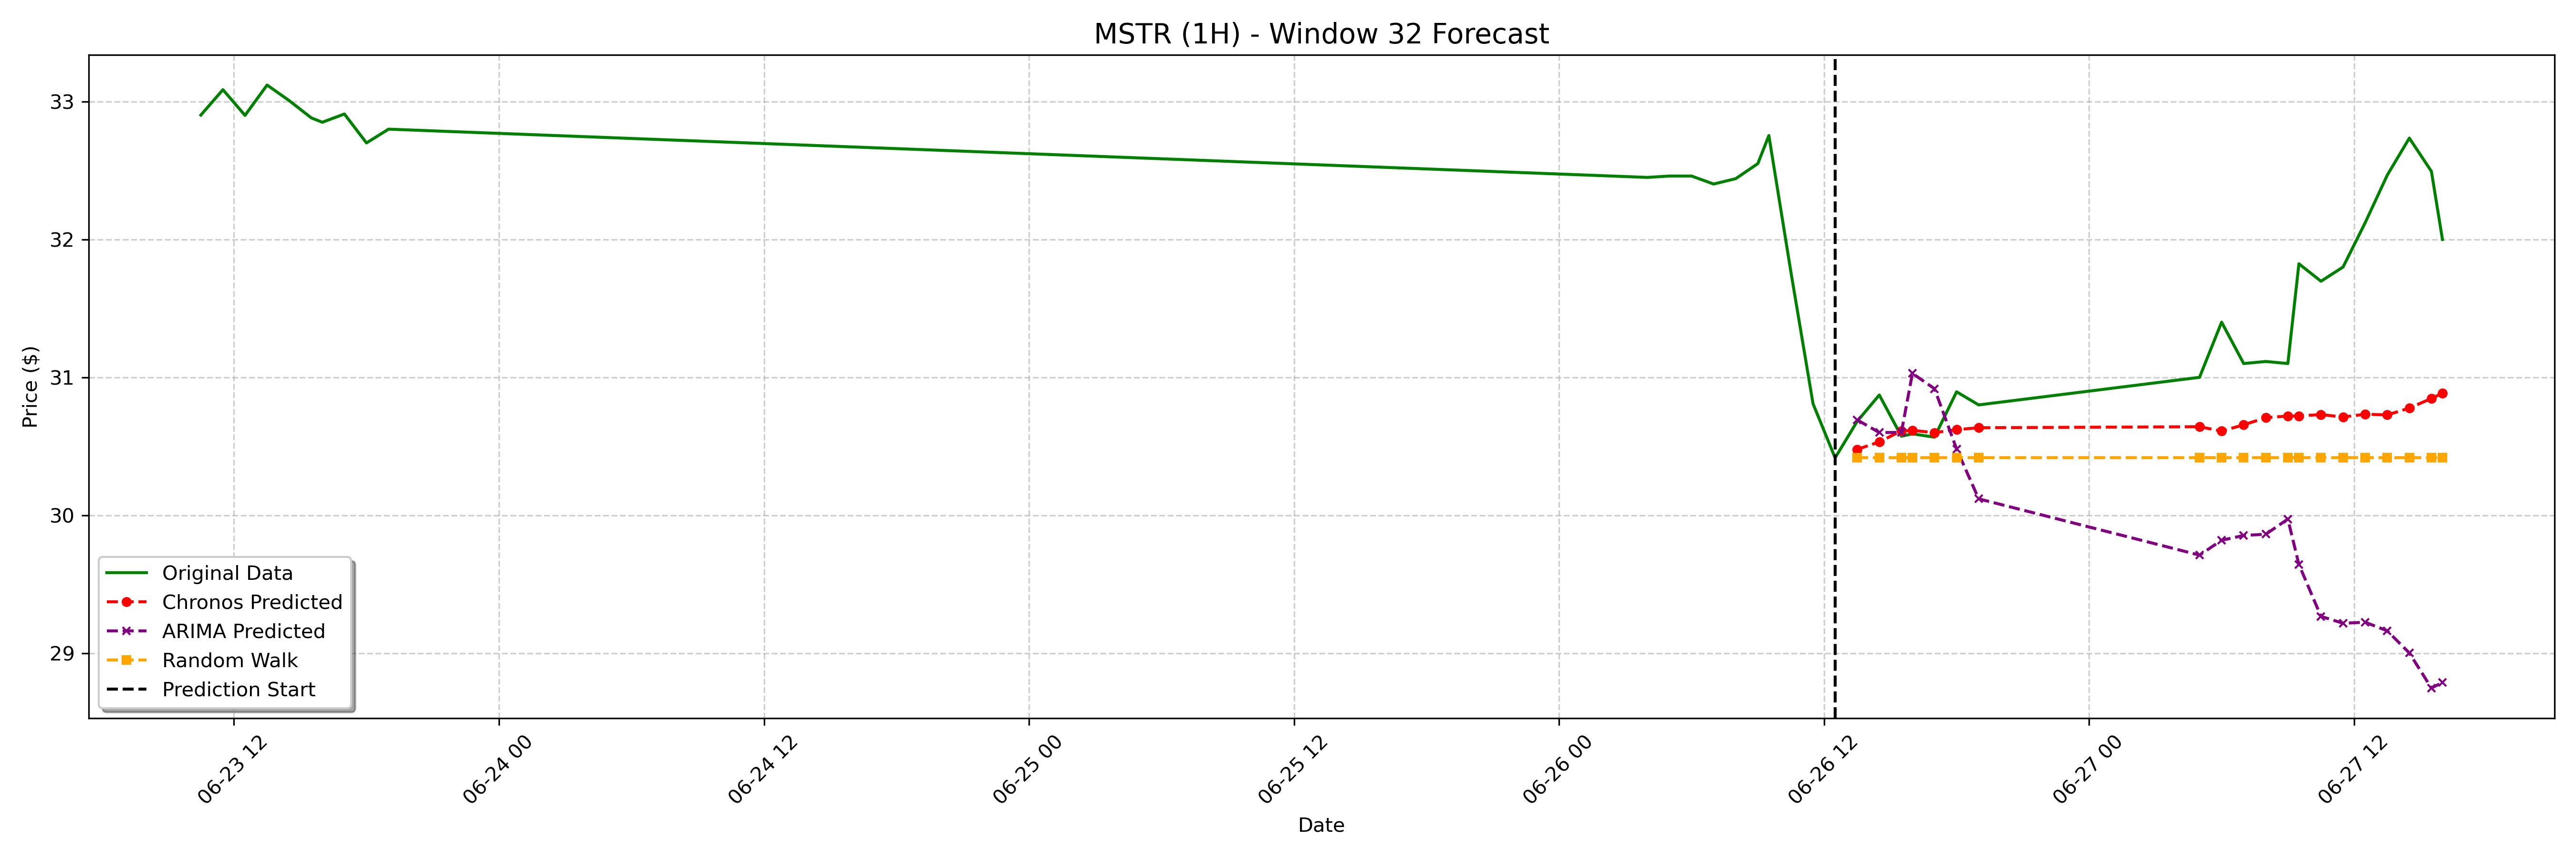 MSTR (1H) - Window 32 Forecast
Price ($)
33
32
31
30
29
Original Data
Chronos Predicted
ARIMA Predicted
Random Walk
Prediction Start
06-23 12
06-24 00
06-24 12
06-25 00
06-25 12
06-26 00
06-26 12
06-27 00
06-27 12
Date